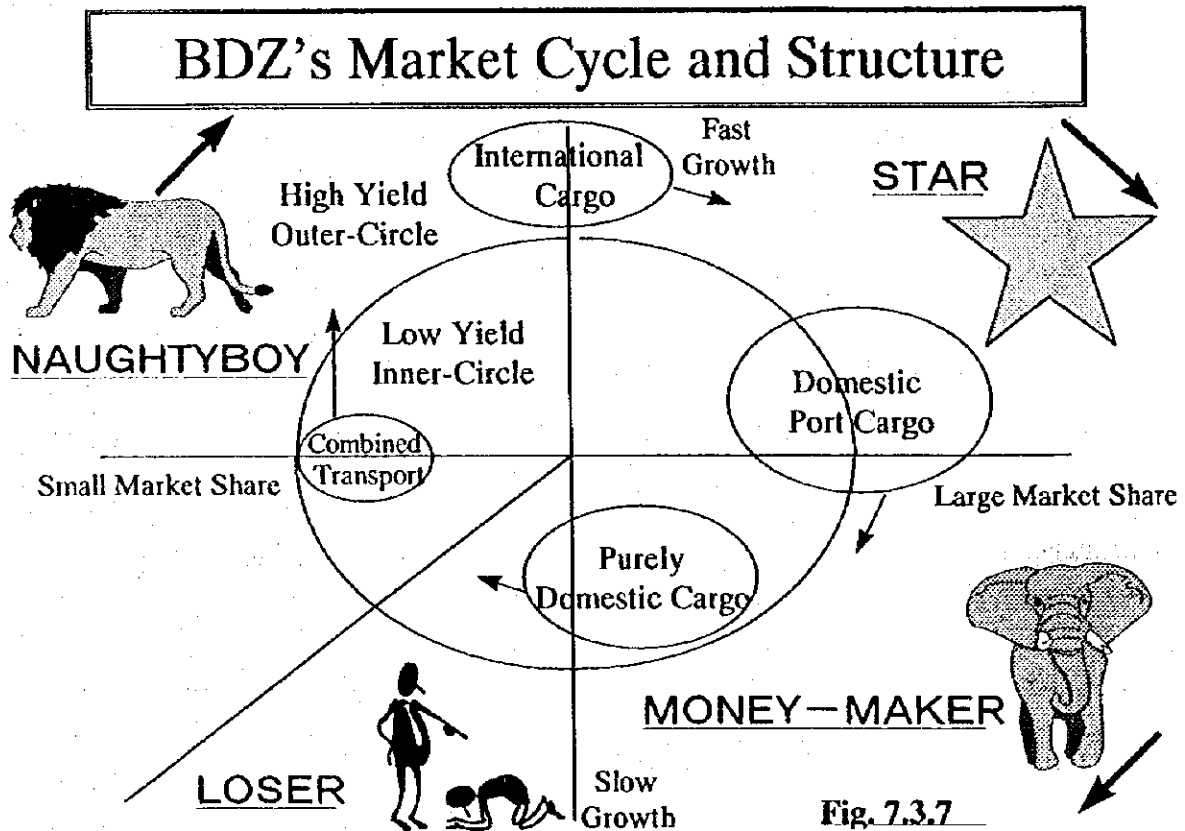 BDZ's Market Cycle and Structure
International
Cargo
Fast
Growth
STAR
High Yield
Outer-Circle
NAUGHTYBOY
Low Yield
Inner-Circle
Domestic
Port Cargo
Combined
Transport
Small Market Share
Large Market Share
Purely
Domestic Cargo
MONEY-MAKER
LOSER
Slow
Growth
Fig. 7.3.7